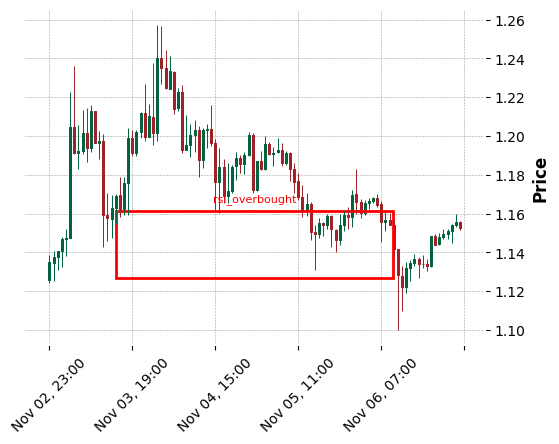 1.26
1.24
1.22
1.20
1.18
1.16
1.14
1.12
1.10
Price
rsi_overbought
Nov 02, 23:00
Nov 03, 19:00
Nov 04, 15:00
Nov 05, 11:00
Nov 06, 07:00